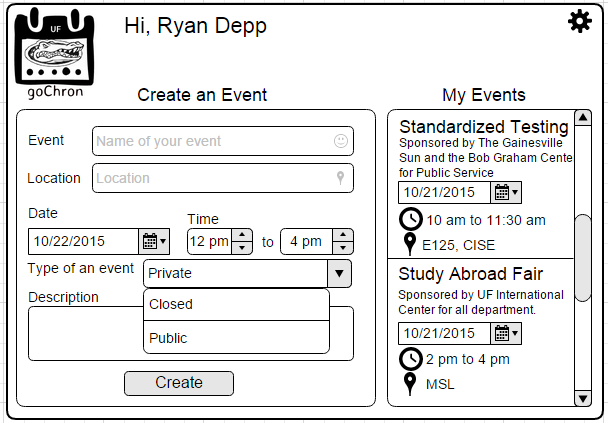 UF
goChron
Hi, Ryan Depp
Create an Event
Event
Name of your event
Location
Location
Date
10/22/2015
Time
12 pm
to
4 pm
Type of an event
Private
Closed
Public
Description
Create
My Events
Standardized Testing
Sponsored by The Gainesville
Sun and the Bob Graham Cente
for Public Service
10/21/2015
10 am to 11:30 am
E125, CISE
Study Abroad Fair
Sponsored by UF International
Center for all department.
10/21/2015
2 pm to 4 pm
MSL